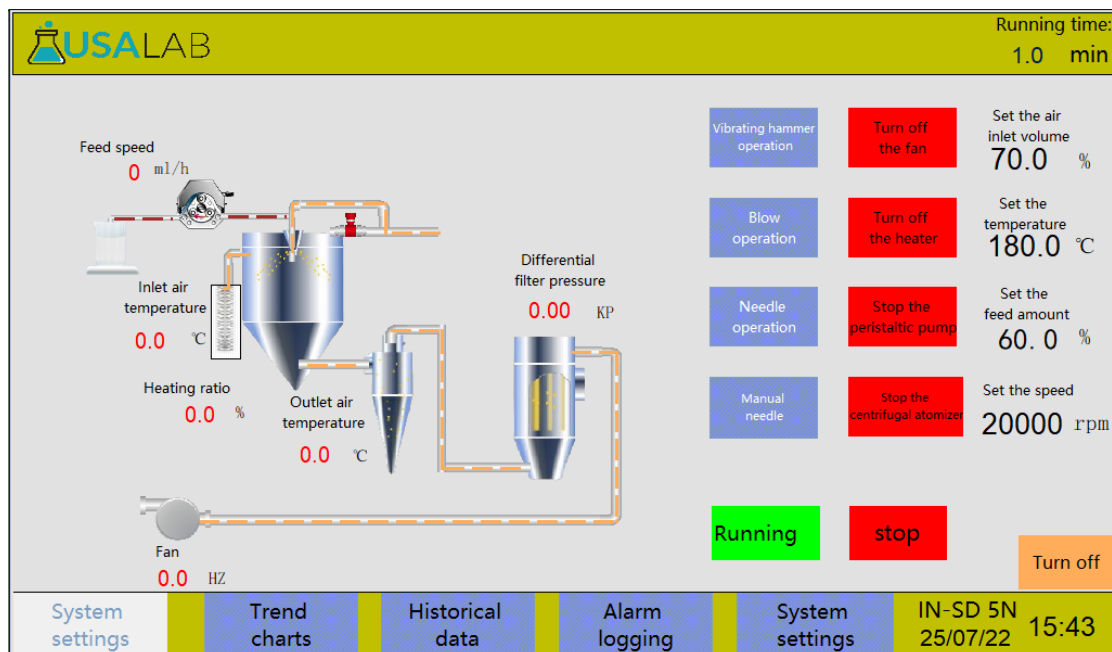 USALAB
Running time:
1.0 min
Feed speed
0 ml/h
Inlet air
temperature
0.0 ℃
Heating ratio
0.0 %
Outlet air
temperature
0.0 ℃
Differential
filter pressure
0.00 KP
Fan
0.0 HZ
Vibrating hammer
operation
Turn off
the fan
Set the air
inlet volume
70.0 %
Blow
operation
Turn off
the heater
Set the
temperature
180.0 ℃
Needle
operation
Stop the
peristaltic pump
Set the
feed amount
60. 0 %
Manual
needle
Stop the
centrifugal atomizer
Set the speed
20000 rpm
Running
stop
Turn off
System
settings
Trend
charts
Historical
data
Alarm
logging
System
settings
IN-SD 5N
25/07/22
15:43